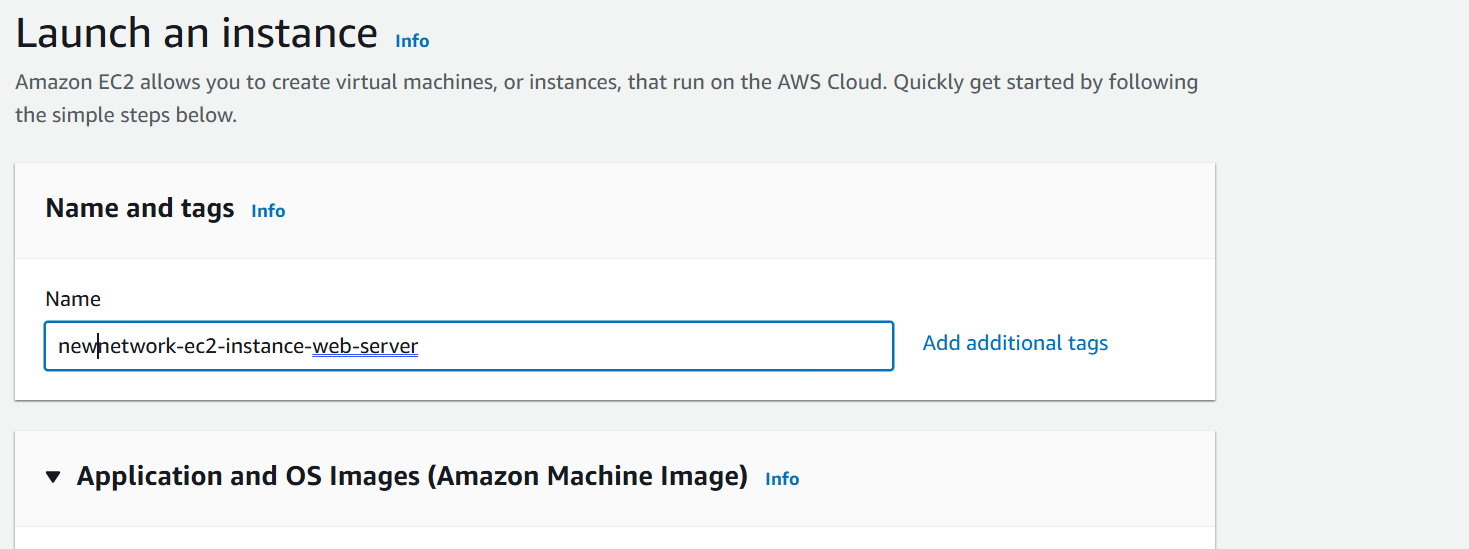 Launch an instance Info
Amazon EC2 allows you to create virtual machines, or instances, that run on the AWS Cloud. Quickly get started by following
the simple steps below.
Name and tags Info
Name
newnetwork-ec2-instance-web-server Add additional tags
Application and OS Images (Amazon Machine Image) Info